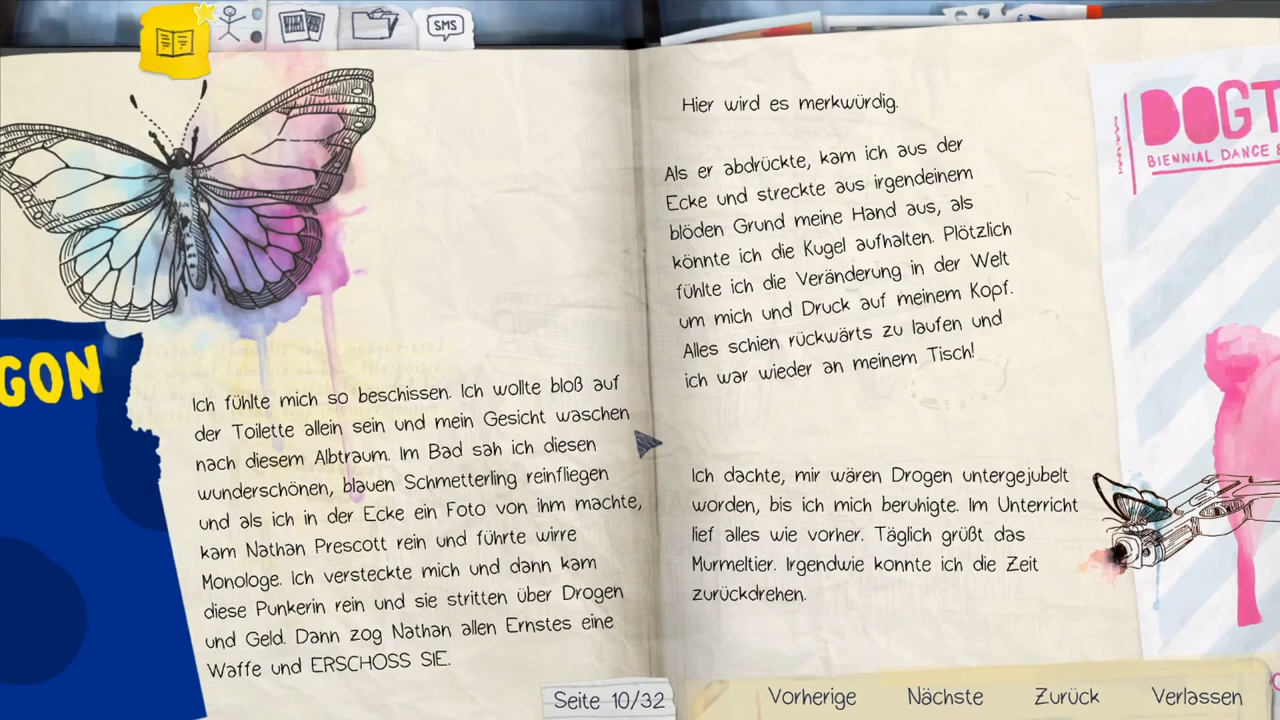 SMS
GON
Ich fühlte mich so beschissen. Ich wollte bloß auf
der Toilette allein sein und mein Gesicht waschen
nach diesem Albtraum. Im Bad sah ich diesen
wunderschönen, blauen Schmetterling reinfliegen
und als ich in der Ecke ein Foto von ihm machte,
kam Nathan Prescott rein und führte wirre
Monologe. Ich versteckte mich und dann kam
diese Punkerin rein und sie stritten über Drogen
und Geld. Dann zog Nathan allen Ernstes eine
Waffe und ERSCHOSS SIE.
Hier wird es merkwürdig.
Als er abdrückte, kam ich aus der
Ecke und streckte aus irgendeinem
blöden Grund meine Hand aus, als
könnte ich die Kugel aufhalten. Plötzlich
fühlte ich die Veränderung in der Welt
um mich und Druck auf meinem Kopf.
Alles schien rückwärts zu laufen und
ich war wieder an meinem Tisch!
Ich dachte, mir wären Drogen untergejubelt
worden, bis ich mich beruhigte. Im Unterricht
lief alles wie vorher. Täglich grüßt das
Murmeltier. Irgendwie konnte ich die Zeit
zurückdrehen.
DOGT
BIENNIAL DANCE
Seite 10/32
Vorherige
Nächste
Zurück
Verlassen